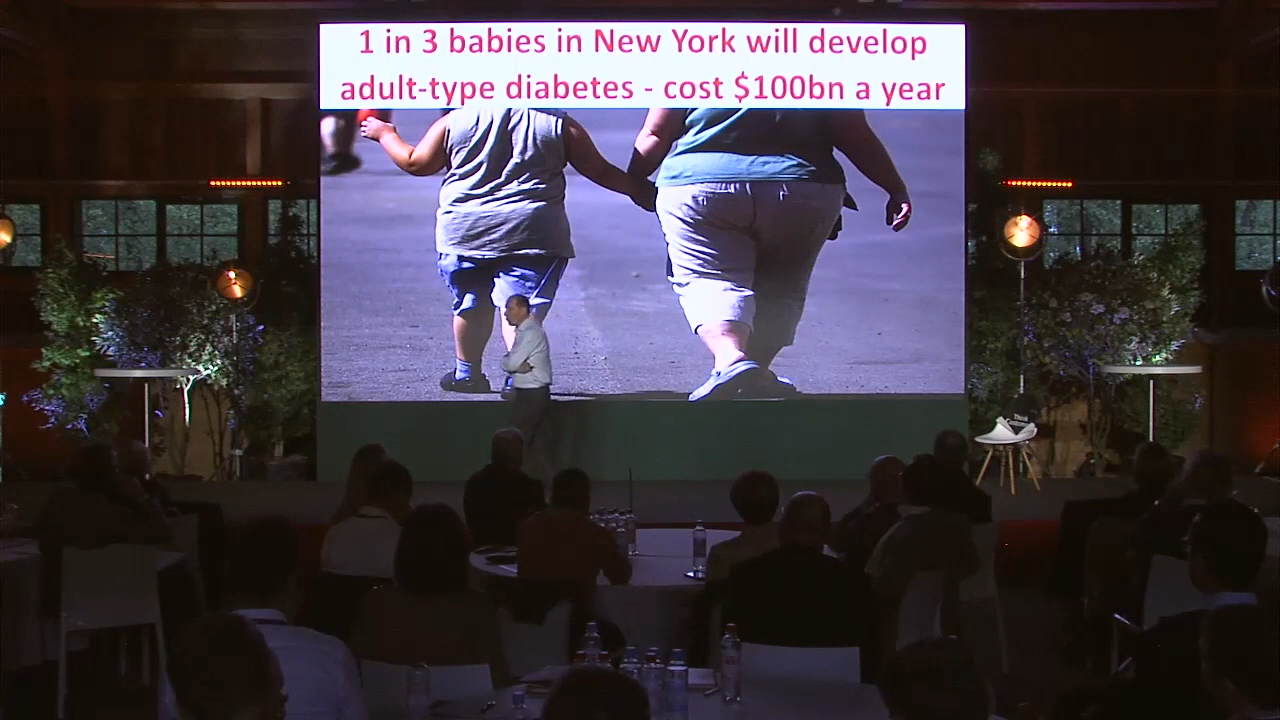 1 in 3 babies in New York will develop
adult-type diabetes - cost $100bn a year